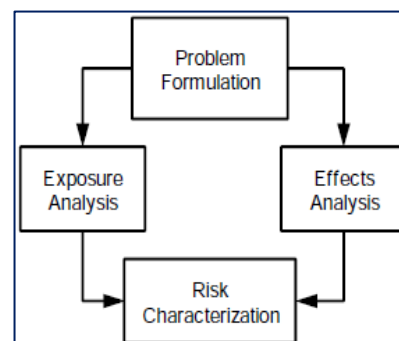 Problem
Formulation
Exposure
Analysis
Effects
Analysis
Risk
Characterization